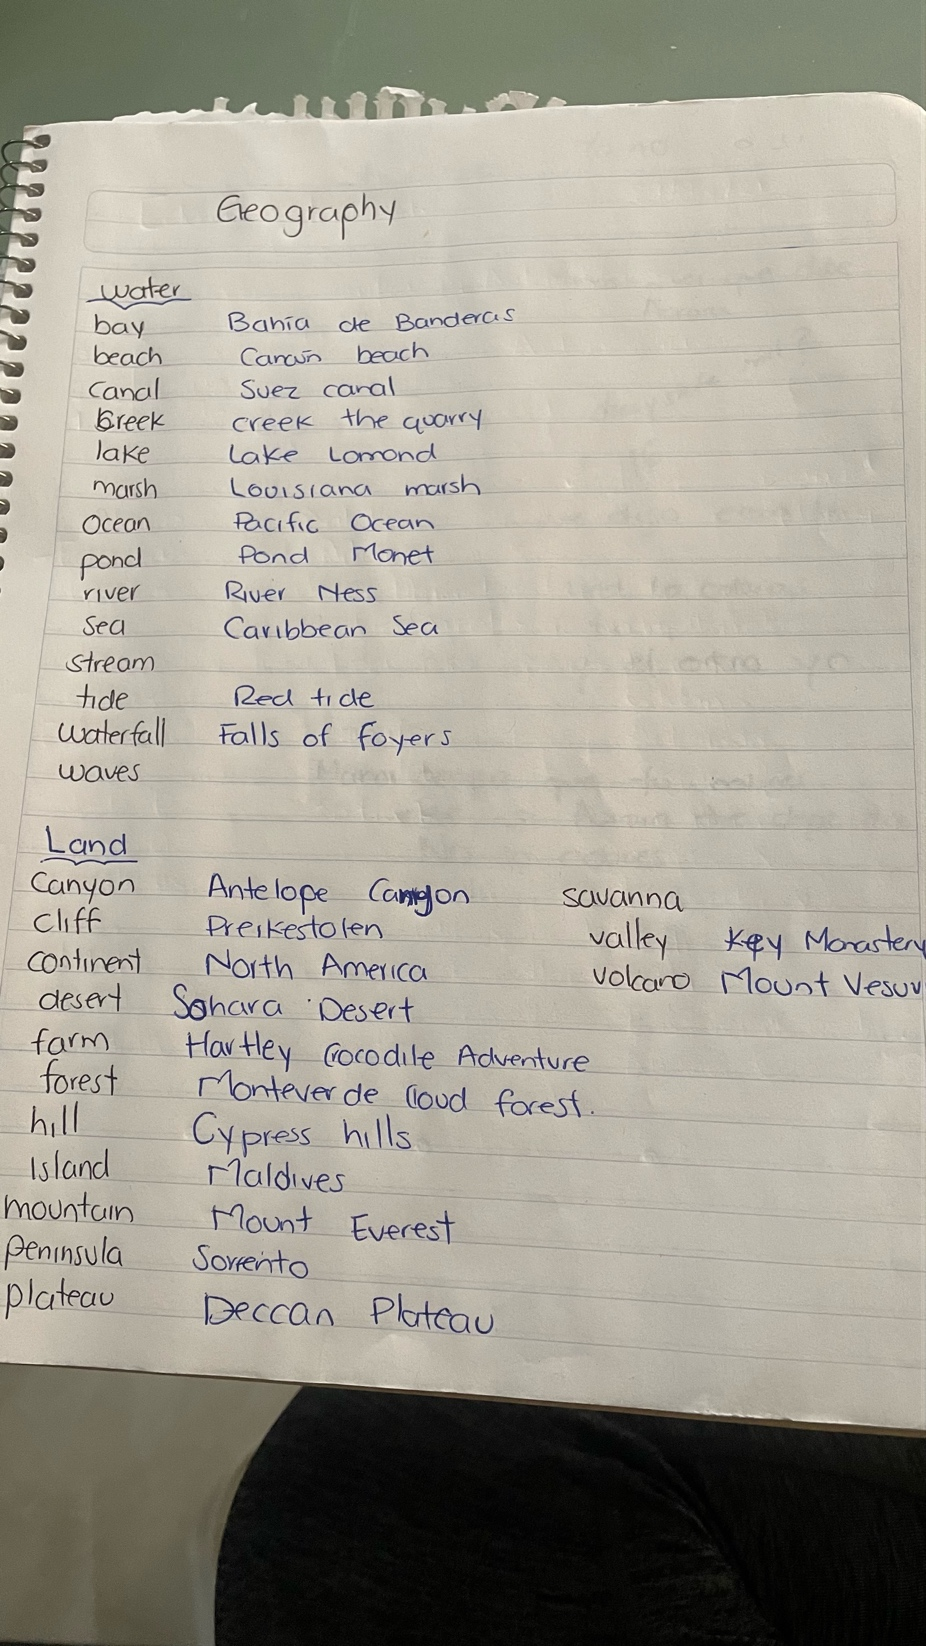 Geography
water
bay Bahía de Banderas
beach Cancún beach
Canal Suez canal
Creek creek the quarry
lake Lake Lomond
marsh Louisiana marsh
Ocean Pacific Ocean
pond Pond Monet
river River Ness
Sea Caribbean Sea
stream
tide Red tide
waterfall Falls of foyers
waves
Land
Canyon Antelope Canyon savanna
cliff Preikestolen valley Key Monastery
continent North America volcano Mount Vesuv
desert Sahara Desert
farm Hartley Crocodile Adventure
forest Monteverde Cloud forest.
hill Cypress hills
Island Maldives
mountain Mount Everest
Peninsula Sorrento
plateau Deccan Plateau